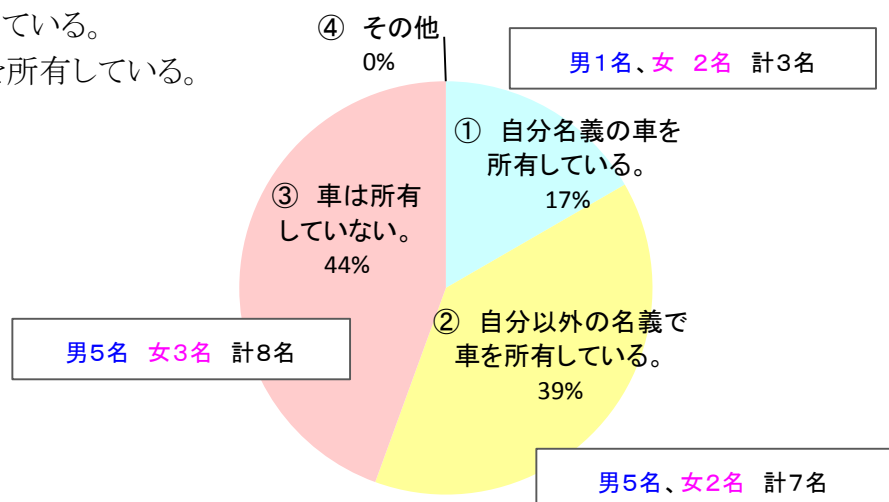 ている。
所有している。
④ その他
0%
男1名、女 2名 計3名
① 自分名義の車を
所有している。
17%
③ 車は所有
していない。
44%
② 自分以外の名義で
車を所有している。
39%
男5名 女3名 計8名
男5名、女2名 計7名